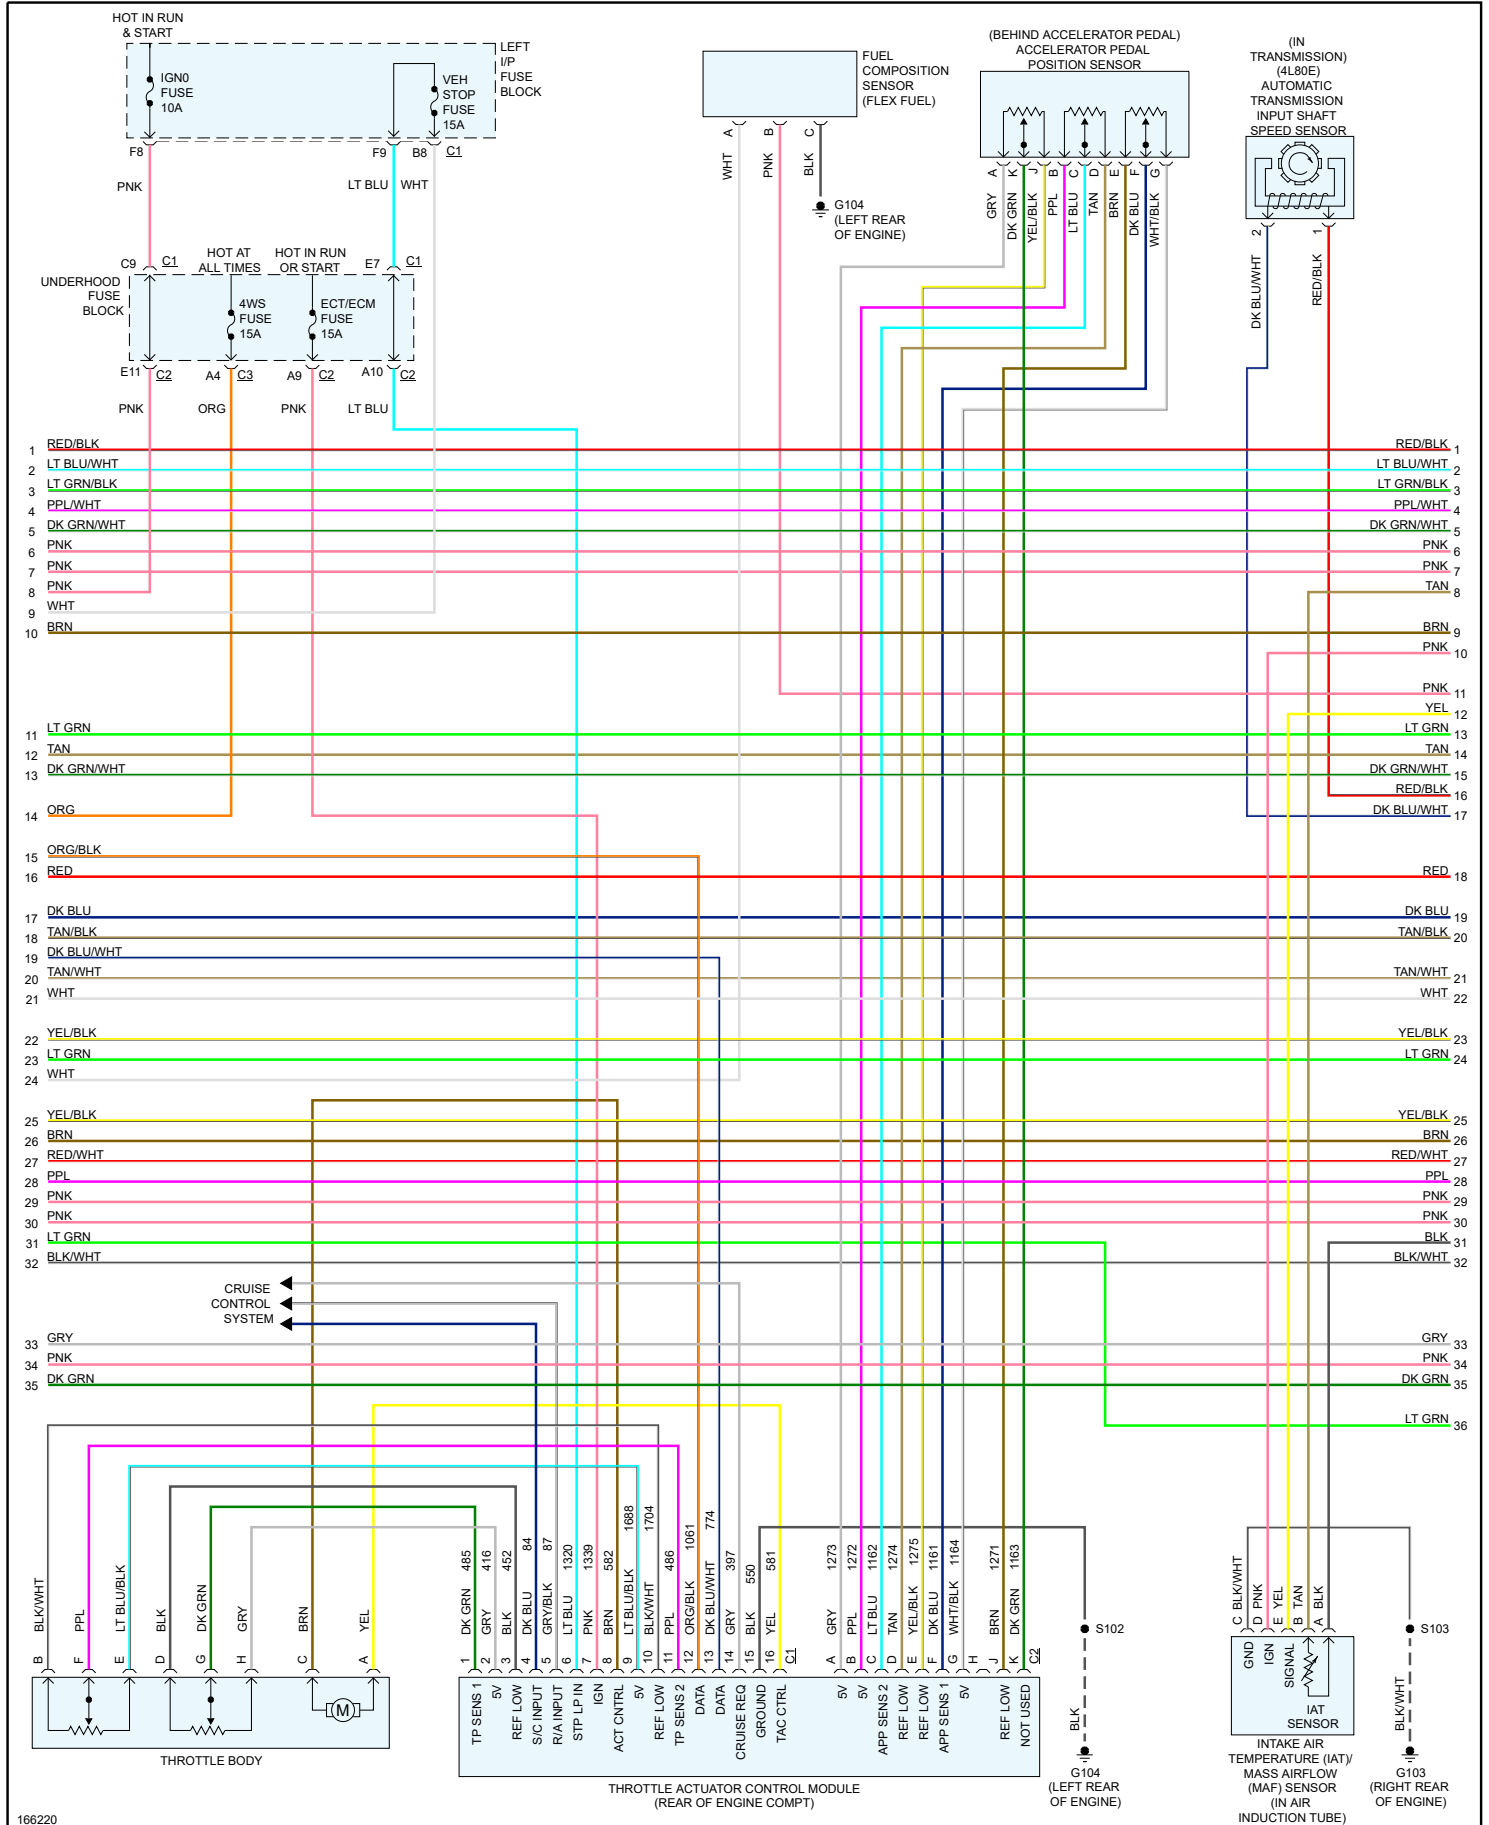 HOT IN RUN
& START
LEFT
I/P
FUSE
BLOCK
IGN0
FUSE
10A
VEH
STOP
FUSE
15A
F8
F9
B8
C1
PNK
LT BLU
WHT
C9
C1
HOT AT
ALL TIMES
HOT IN RUN
OR START
E7
C1
UNDERHOOD
FUSE
BLOCK
4WS
FUSE
15A
ECT/ECM
FUSE
15A
E11
C2
A4
C3
A9
C2
A10
C2
PNK
ORG
PNK
LT BLU
FUEL
COMPOSITION
SENSOR
(FLEX FUEL)
A
B
C
WHT
PNK
BLK
G104
(LEFT REAR
OF ENGINE)
(BEHIND ACCELERATOR PEDAL)
ACCELERATOR PEDAL
POSITION SENSOR
A
K
J
B
C
D
E
F
G
GRY
DK GRN
YEL/BLK
PPL
LT BLU
TAN
BRN
DK BLU
WHT/BLK
(IN
TRANSMISSION)
(4L80E)
AUTOMATIC
TRANSMISSION
INPUT SHAFT
SPEED SENSOR
2
1
DK BLU/WHT
RED/BLK
1 RED/BLK
2 LT BLU/WHT
3 LT GRN/BLK
4 PPL/WHT
5 DK GRN/WHT
6 PNK
7 PNK
8 PNK
9 WHT
10 BRN
11 LT GRN
12 TAN
13 DK GRN/WHT
14 ORG
15 ORG/BLK
16 RED
17 DK BLU
18 TAN/BLK
19 DK BLU/WHT
20 TAN/WHT
21 WHT
22 YEL/BLK
23 LT GRN
24 WHT
25 YEL/BLK
26 BRN
27 RED/WHT
28 PPL
29 PNK
30 PNK
31 LT GRN
32 BLK/WHT
33 GRY
34 PNK
35 DK GRN
RED/BLK 1
LT BLU/WHT 2
LT GRN/BLK 3
PPL/WHT 4
DK GRN/WHT 5
PNK 6
PNK 7
TAN 8
BRN 9
PNK 10
PNK 11
YEL 12
LT GRN 13
TAN 14
DK GRN/WHT 15
RED/BLK 16
DK BLU/WHT 17
RED 18
DK BLU 19
TAN/BLK 20
TAN/WHT 21
WHT 22
YEL/BLK 23
LT GRN 24
YEL/BLK 25
BRN 26
RED/WHT 27
PPL 28
PNK 29
PNK 30
BLK 31
BLK/WHT 32
GRY 33
PNK 34
DK GRN 35
LT GRN 36
CRUISE
CONTROL
SYSTEM
BLK/WHT
PPL
LT BLU/BLK
BLK
DK GRN
GRY
BRN
YEL
B
F
E
D
G
H
C
A
M
THROTTLE BODY
485
416
452
84
87
1320
1339
582
1688
1704
486
1061
774
397
550
581
DK GRN
GRY
BLK
DK BLU
GRY/BLK
LT BLU
PNK
BRN
LT BLU/BLK
BLK/WHT
PPL
ORG/BLK
DK BLU/WHT
GRY
BLK
YEL
1
2
3
4
5
6
7
8
9
10
11
12
13
14
15
16
C1
TP SENS 1
5V
REF LOW
S/C INPUT
R/A INPUT
STP LP IN
IGN
ACT CNTRL
5V
REF LOW
TP SENS 2
DATA
DATA
CRUISE REQ
GROUND
TAC CTRL
1273
1272
1162
1274
1275
1161
1164
1271
1163
GRY
PPL
LT BLU
TAN
YEL/BLK
DK BLU
WHT/BLK
BRN
DK GRN
A
B
C
D
E
F
G
H
J
K
C2
5V
5V
APP SENS 2
REF LOW
REF LOW
APP SENS 1
5V
REF LOW
NOT USED
THROTTLE ACTUATOR CONTROL MODULE
(REAR OF ENGINE COMPT)
S102
BLK
G104
(LEFT REAR
OF ENGINE)
C BLK/WHT
D PNK
E YEL
B TAN
A BLK
GND
IGN
SIGNAL
IAT
SENSOR
INTAKE AIR
TEMPERATURE (IAT)/
MASS AIRFLOW
(MAF) SENSOR
(IN AIR
INDUCTION TUBE)
S103
BLK/WHT
G103
(RIGHT REAR
OF ENGINE)
166220